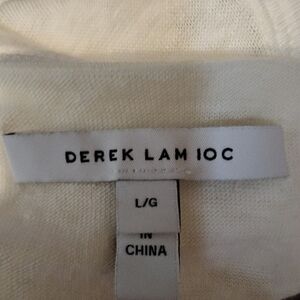 DEREK LAM 10C
L/G
IN
CHINA